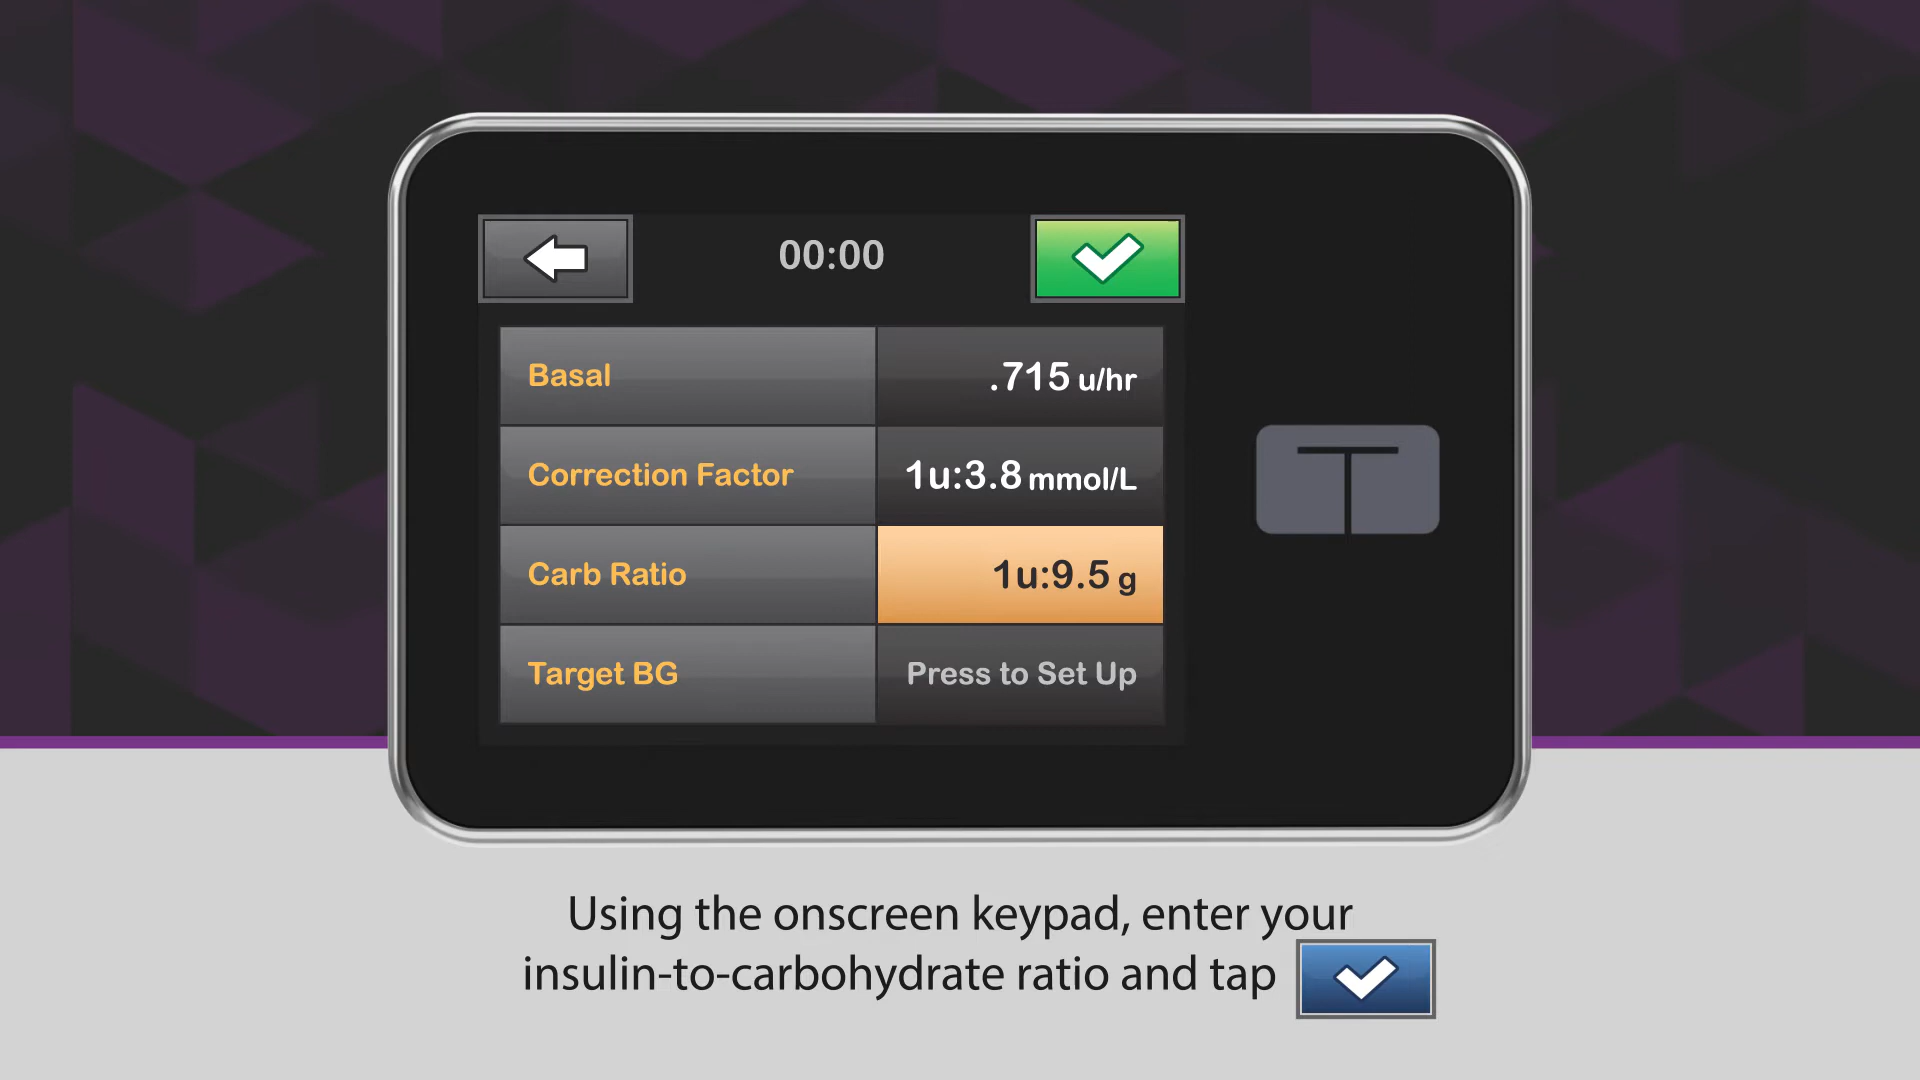 00:00
Basal .715 u/hr
Correction Factor 1u:3.8 mmol/L
Carb Ratio 1u:9.5 g
Target BG Press to Set Up
Using the onscreen keypad, enter your
insulin-to-carbohydrate ratio and tap